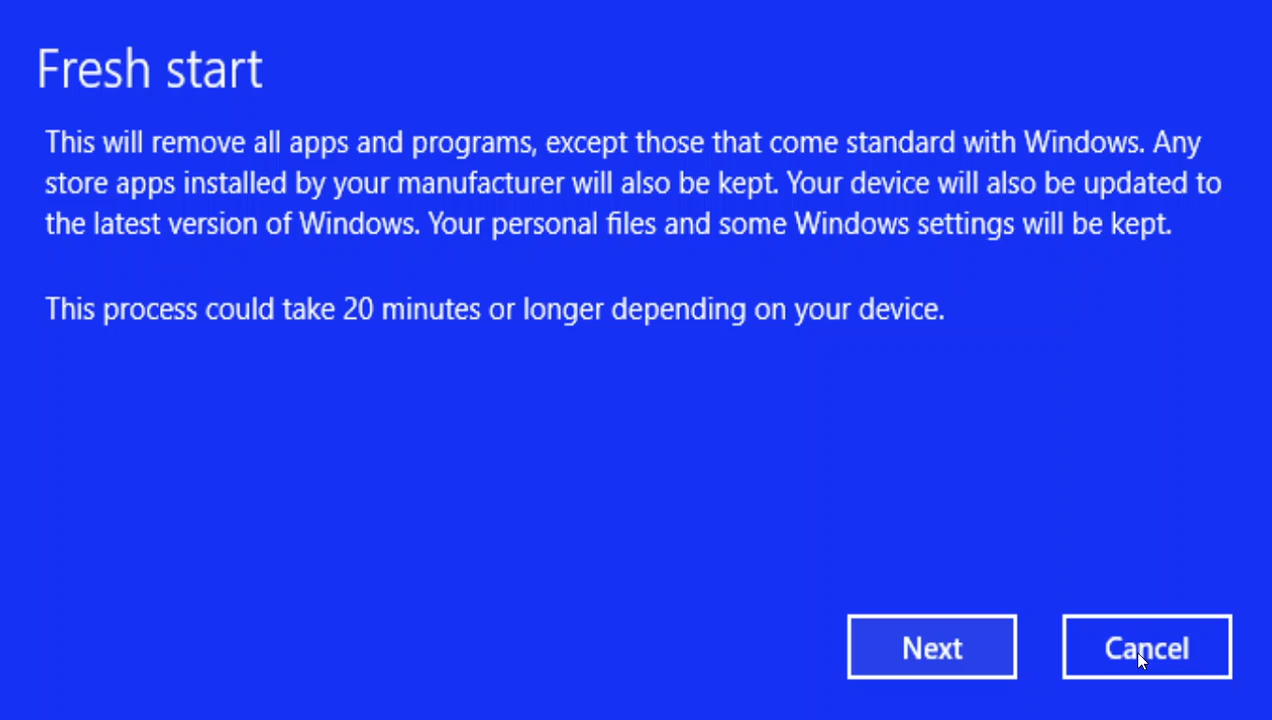 Fresh start
This will remove all apps and programs, except those that come standard with Windows. Any
store apps installed by your manufacturer will also be kept. Your device will also be updated to
the latest version of Windows. Your personal files and some Windows settings will be kept.
This process could take 20 minutes or longer depending on your device.
Next
Cancel